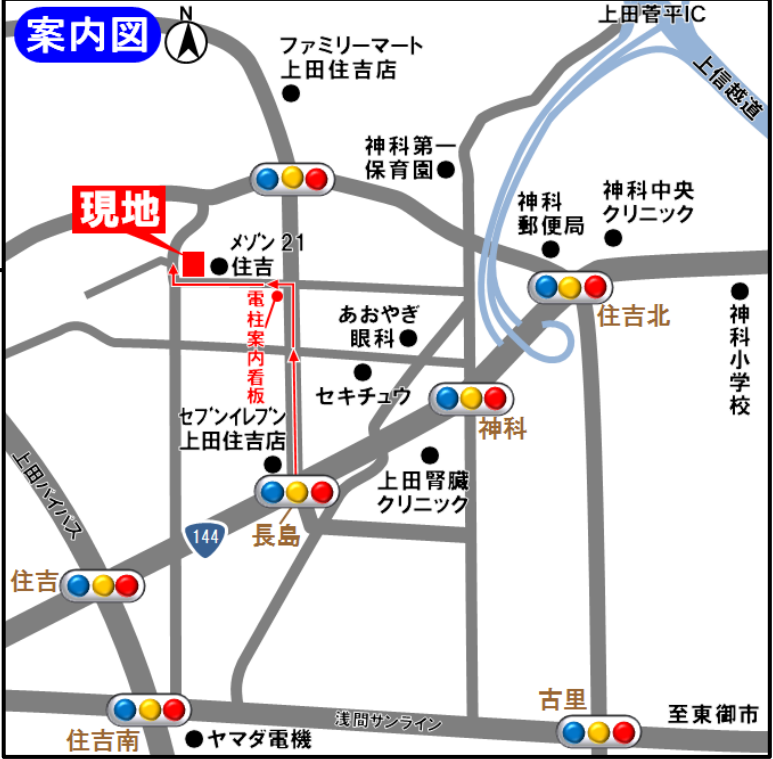 案内図
N
上田菅平IC
上信越道
ファミリーマート
上田住吉店
神科第一
保育園
神科
郵便局
神科中央
クリニック
現地
メゾン 21
住吉
電柱案内看板
あおやぎ
眼科
住吉北
神科小学校
セキチュウ
神科
セブンイレブン
上田住吉店
上田腎臓
クリニック
上田バイパス
144
長島
住吉
古里
至東御市
浅間サンライン
住吉南
ヤマダ電機